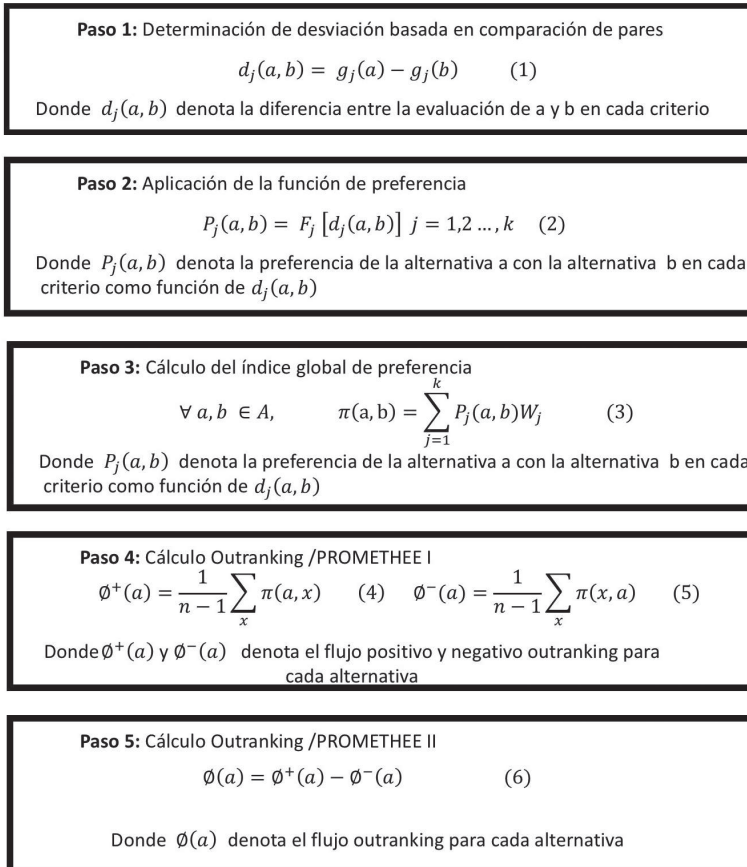 Paso 1: Determinación de desviación basada en comparación de pares
d_j(a, b) = g_j(a) − g_j(b) (1)
Donde d_j(a, b) denota la diferencia entre la evaluación de a y b en cada criterio
Paso 2: Aplicación de la función de preferencia
P_j(a, b) = F_j [d_j(a, b)] j = 1,2 ..., k (2)
Donde P_j(a, b) denota la preferencia de la alternativa a con la alternativa b en cada
criterio como función de d_j(a, b)
Paso 3: Cálculo del índice global de preferencia
∀ a, b ∈ A, π(a, b) = ∑_{j=1}^{k} P_j(a, b)W_j (3)
Donde P_j(a, b) denota la preferencia de la alternativa a con la alternativa b en cada
criterio como función de d_j(a, b)
Paso 4: Cálculo Outranking /PROMETHEE I
∅⁺(a) = 1/(n − 1) ∑_x π(a, x) (4) ∅⁻(a) = 1/(n − 1) ∑_x π(x, a) (5)
Donde ∅⁺(a) y ∅⁻(a) denota el flujo positivo y negativo outranking para
cada alternativa
Paso 5: Cálculo Outranking /PROMETHEE II
∅(a) = ∅⁺(a) − ∅⁻(a) (6)
Donde ∅(a) denota el flujo outranking para cada alternativa